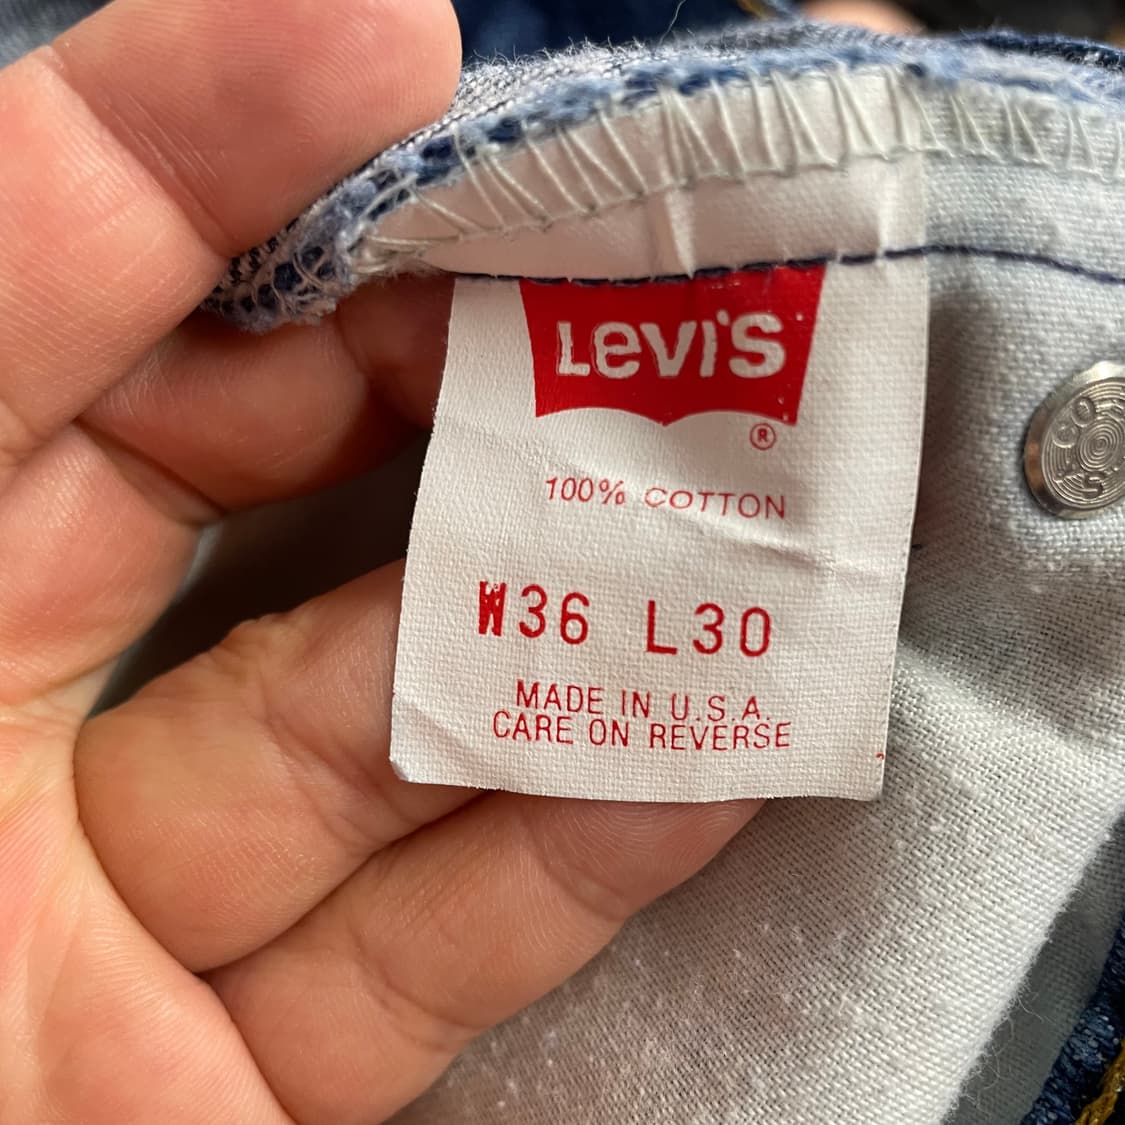 LEVI'S
®
100% COTTON
W36 L30
MADE IN U.S.A.
CARE ON REVERSE